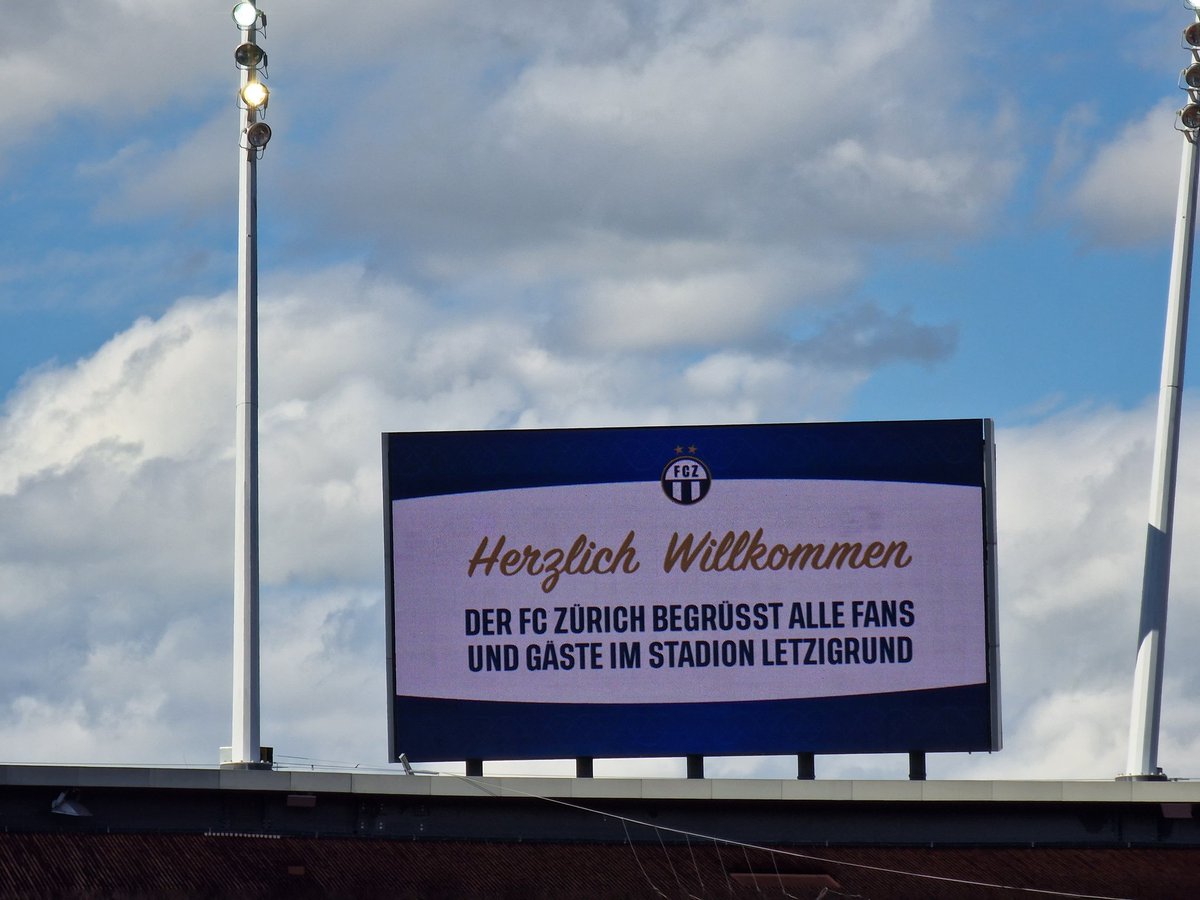 FCZ
Herzlich Willkommen
DER FC ZÜRICH BEGRÜSST ALLE FANS
UND GÄSTE IM STADION LETZIGRUND